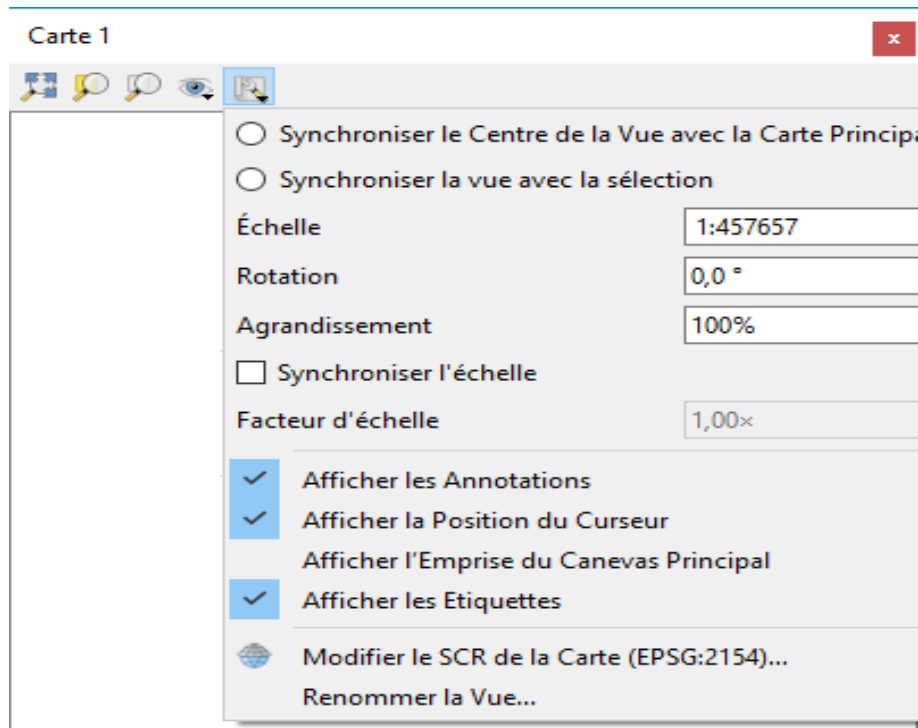 Carte 1
x
Synchroniser le Centre de la Vue avec la Carte Principa
Synchroniser la vue avec la sélection
Échelle 1:457657
Rotation 0,0 °
Agrandissement 100%
Synchroniser l'échelle
Facteur d'échelle 1,00×
Afficher les Annotations
Afficher la Position du Curseur
Afficher l’Emprise du Canevas Principal
Afficher les Etiquettes
Modifier le SCR de la Carte (EPSG:2154)...
Renommer la Vue...